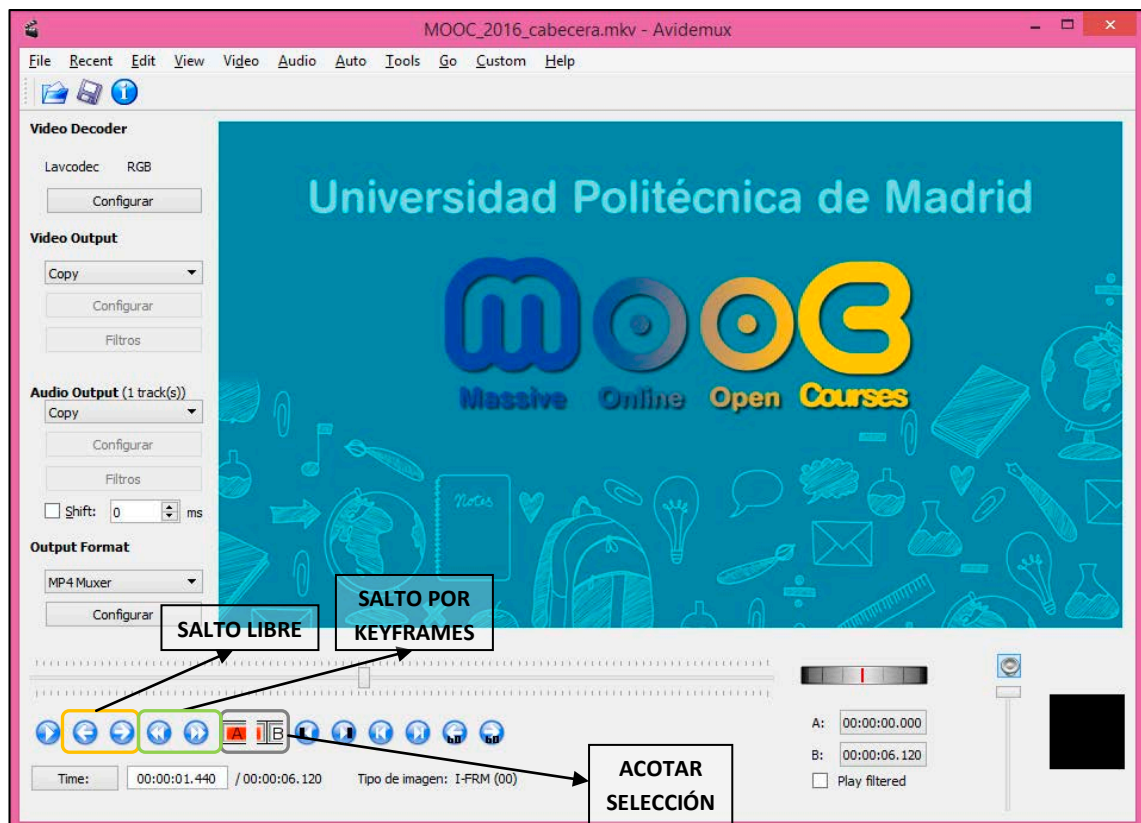 MOOC_2016_cabecera.mkv - Avidemux
File Recent Edit View Video Audio Auto Tools Go Custom Help
Video Decoder
Lavcodec RGB
Configurar
Video Output
Copy
Configurar
Filtros
Audio Output (1 track(s))
Copy
Configurar
Filtros
Shift: 0 ms
Output Format
MP4 Muxer
Configurar
Universidad Politécnica de Madrid
mooc
Massive Online Open Courses
Notes
SALTO LIBRE
SALTO POR
KEYFRAMES
A B
60 60
Time: 00:00:01.440 / 00:00:06.120 Tipo de imagen: I-FRM (00)
ACOTAR
SELECCIÓN
A: 00:00:00.000
B: 00:00:06.120
Play filtered